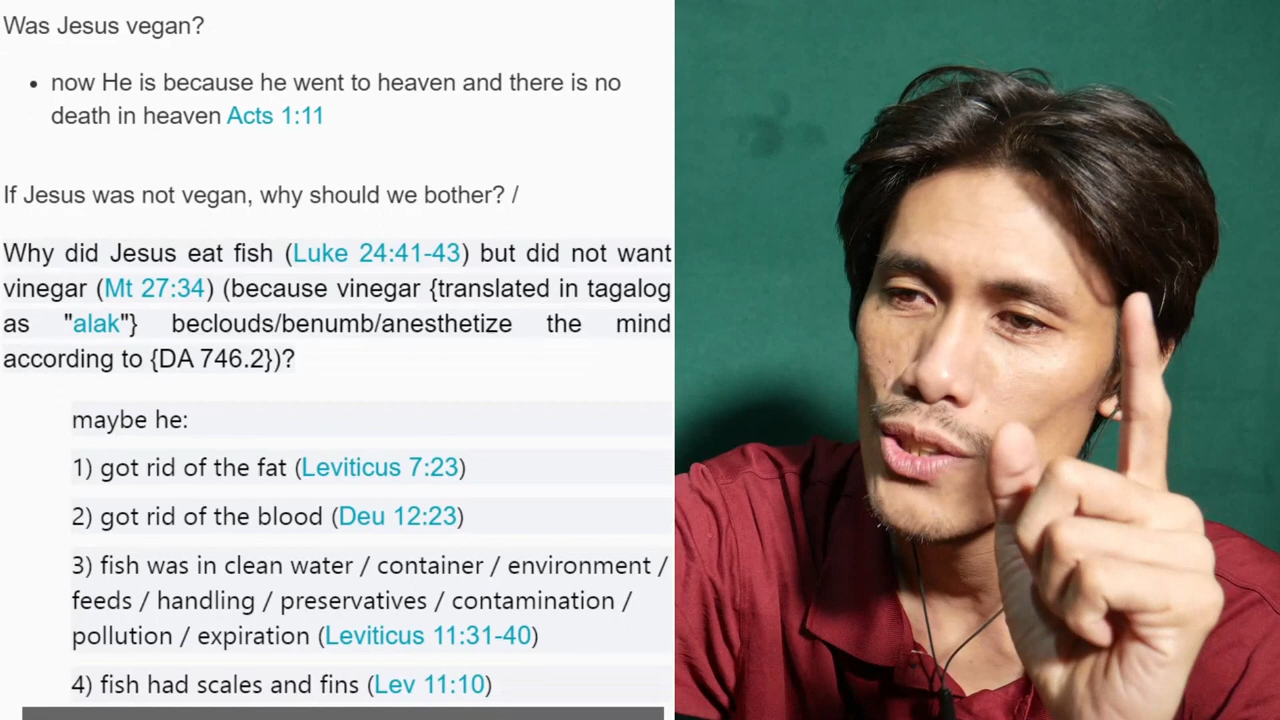 Was Jesus vegan?
• now He is because he went to heaven and there is no
death in heaven Acts 1:11
If Jesus was not vegan, why should we bother? /
Why did Jesus eat fish (Luke 24:41-43) but did not want
vinegar (Mt 27:34) (because vinegar {translated in tagalog
as "alak"} beclouds/benumb/anesthetize the mind
according to {DA 746.2})?
maybe he:
1) got rid of the fat (Leviticus 7:23)
2) got rid of the blood (Deu 12:23)
3) fish was in clean water / container / environment /
feeds / handling / preservatives / contamination /
pollution / expiration (Leviticus 11:31-40)
4) fish had scales and fins (Lev 11:10)